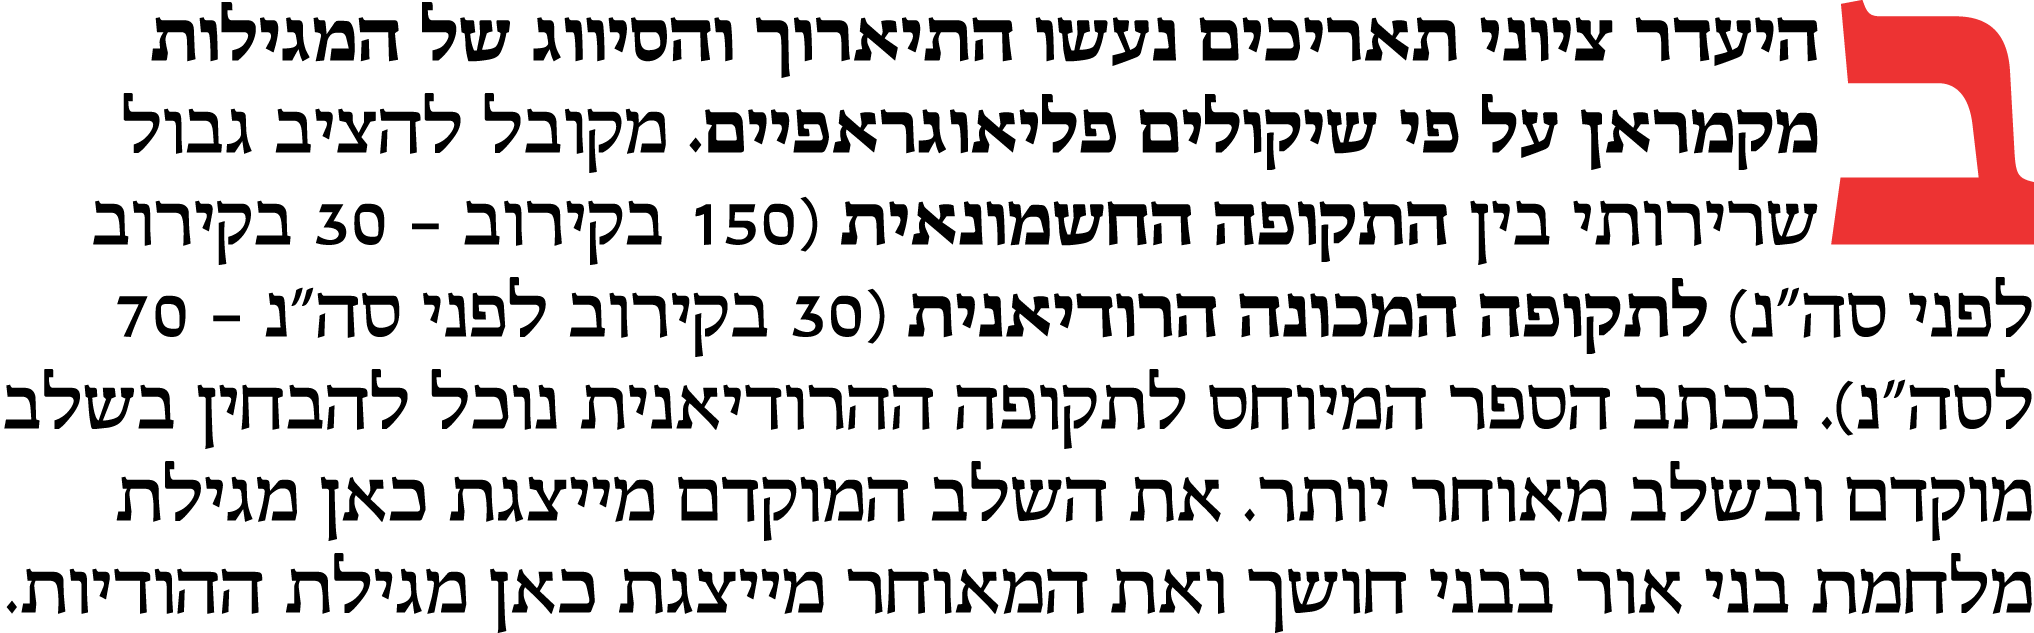 בהיעדר ציוני תאריכים נעשו התיארוך והסיווג של המגילות
מקמראן על פי שיקולים פליאוגראפיים. מקובל להציב גבול
שרירותי בין התקופה החשמונאית (150 בקירוב – 30 בקירוב
לפני סה״נ) לתקופה המכונה הרודיאנית (30 בקירוב לפני סה״נ – 70
לסה״נ). בכתב הספר המיוחס לתקופה ההרודיאנית נוכל להבחין בשלב
מוקדם ובשלב מאוחר יותר. את השלב המוקדם מייצגת כאן מגילת
מלחמת בני אור בבני חושך ואת המאוחר מייצגת כאן מגילת ההודיות.